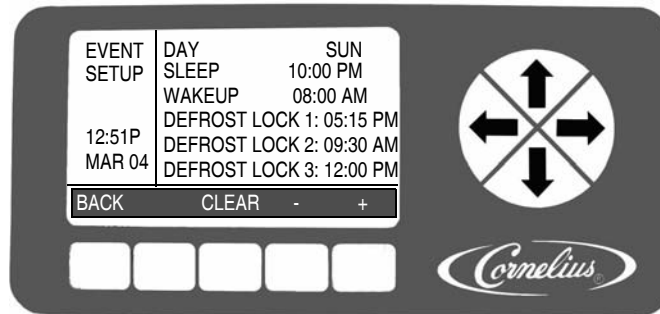 EVENT
SETUP
12:51P
MAR 04
DAY SUN
SLEEP 10:00 PM
WAKEUP 08:00 AM
DEFROST LOCK 1: 05:15 PM
DEFROST LOCK 2: 09:30 AM
DEFROST LOCK 3: 12:00 PM
BACK CLEAR - +
Cornelius®